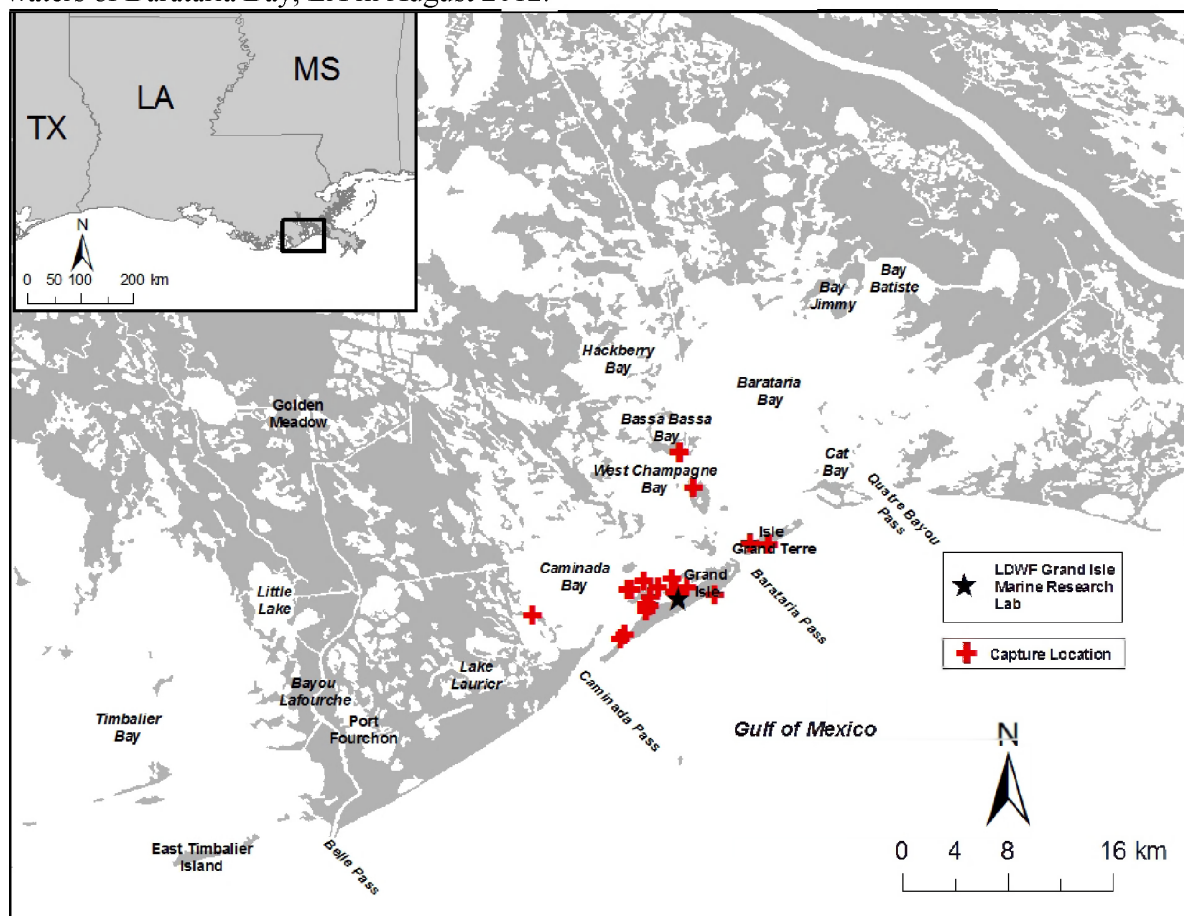 waters of Barataria Bay, LA in August 2012.
TX
LA
MS
N
0 50 100 200 km
Bay
Batiste
Bay
Jimmy
Hackberry
Bay
Barataria
Bay
Golden
Meadow
Bassa Bassa
Bay
West Champagne
Bay
Cat
Bay
Quatre Bayou
Pass
Isle
Grand Terre
Barataria Pass
Caminada
Bay
Grand
Isle
Little
Lake
Lake
Laurier
Caminada Pass
Bayou
Lafourche
Port
Fourchon
Timbalier
Bay
Gulf of Mexico
East Timbalier
Island
Belle Pass
LDWF Grand Isle
Marine Research
Lab
Capture Location
N
0 4 8 16 km